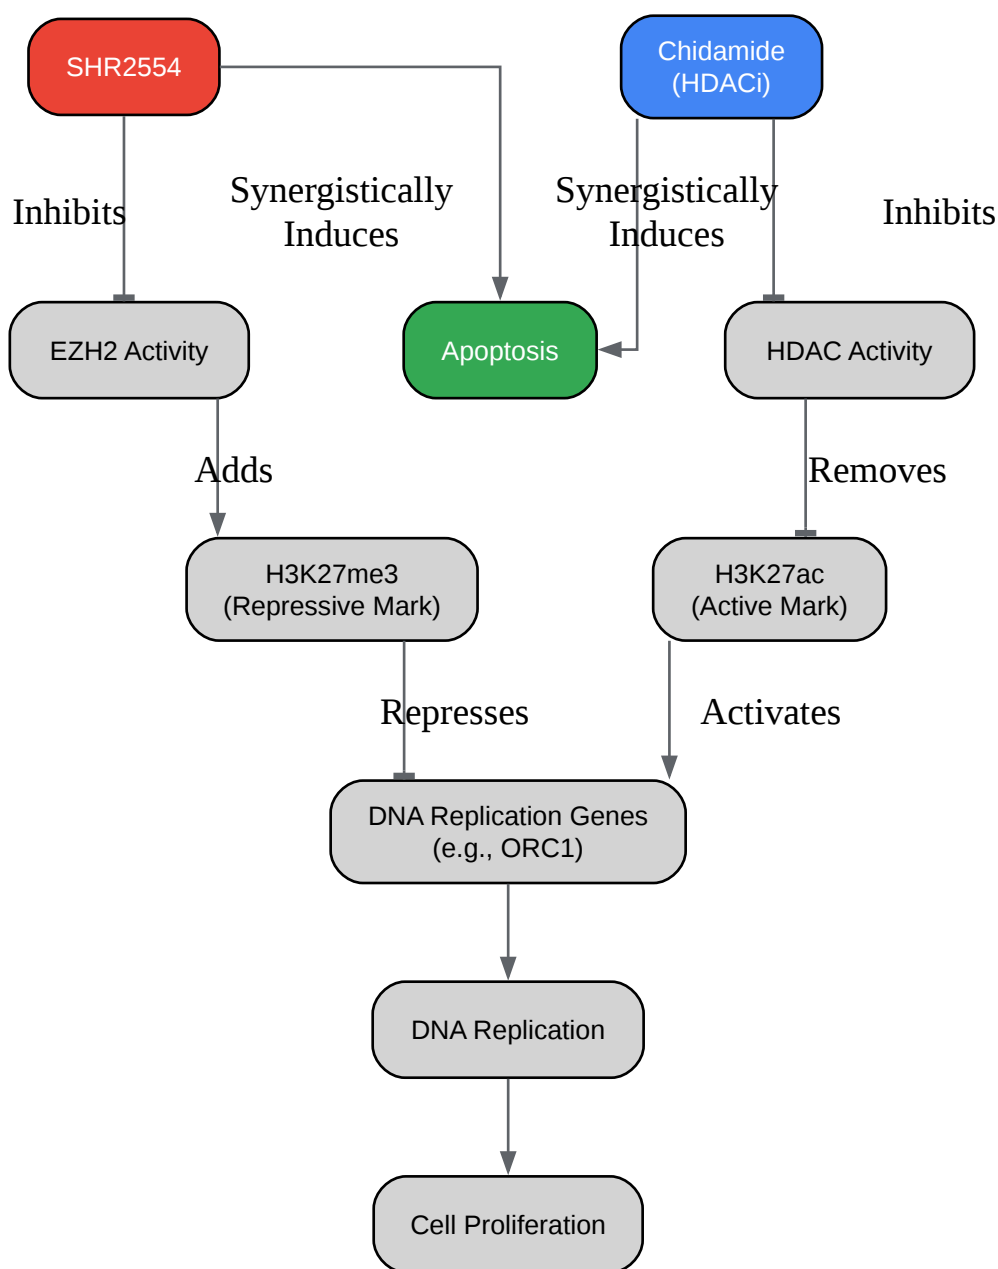 SHR2554
Chidamide
(HDACi)
Inhibits
Synergistically
Induces
Synergistically
Induces
Inhibits
EZH2 Activity
Apoptosis
HDAC Activity
Adds
Removes
H3K27me3
(Repressive Mark)
H3K27ac
(Active Mark)
Represses
Activates
DNA Replication Genes
(e.g., ORC1)
DNA Replication
Cell Proliferation